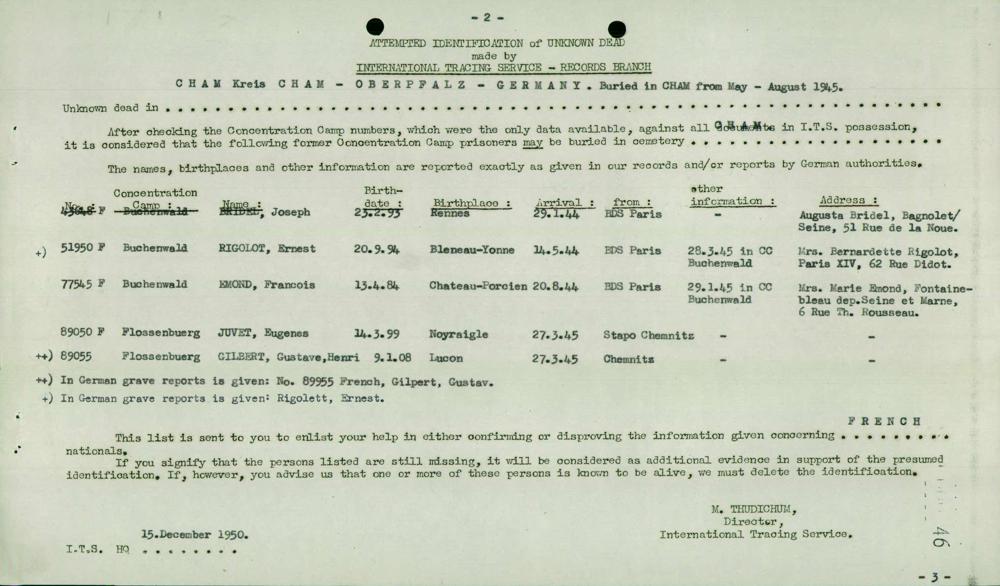 - 2 -
ATTEMPTED IDENTIFICATION of UNKNOWN DEAD
made by
INTERNATIONAL TRACING SERVICE - RECORDS BRANCH
CHAM Kreis CHAM - OBERPFALZ - GERMANY. Buried in CHAM from May - August 1945.
Unknown dead in . . . . . . . . . . . . . . . . . . . . . . . . . . . . . . . . . . . . . . . . . . . .
CHAM.
After checking the Concentration Camp numbers, which were the only data available, against all documents in I.T.S. possession,
it is considered that the following former Concentration Camp prisoners may be buried in cemetery . . . . . . . . . . . . . . . .
The names, birthplaces and other information are reported exactly as given in our records and/or reports by German authorities.
No.: Concentration Camp : Name : Birth-date : Birthplace : Arrival : from : other information : Address :
F Buchenwald BRIDEL, Joseph 23.2.93 Rennes 29.1.44 BDS Paris - Augusta Bridel, Bagnolet/
Seine, 51 Rue de la Noue.
+) 51950 F Buchenwald RIGOLOT, Ernest 20.9.94 Bleneau-Yonne 14.5.44 BDS Paris 28.3.45 in CC Mrs. Bernardette Rigolot,
Buchenwald Paris XIV, 62 Rue Didot.
77545 F Buchenwald EMOND, Francois 13.4.84 Chateau-Porcien 20.8.44 BDS Paris 29.1.45 in CC Mrs. Marie Emond, Fontaine-
Buchenwald bleau dep.Seine et Marne,
6 Rue Th. Rousseau.
89050 F Flossenbuerg JUVET, Eugenes 14.3.99 Noyraigle 27.3.45 Stapo Chemnitz - -
++) 89055 Flossenbuerg GILBERT, Gustave,Henri 9.1.08 Lucon 27.3.45 Chemnitz - -
++) In German grave reports is given: No. 89955 French, Gilpert, Gustav.
+) In German grave reports is given: Rigolett, Ernest.
FRENCH
This list is sent to you to enlist your help in either confirming or disproving the information given concerning . . . . . . . . .
nationals.
If you signify that the persons listed are still missing, it will be considered as additional evidence in support of the presumed
identification. If, however, you advise us that one or more of these persons is known to be alive, we must delete the identification.
M. THUDICHUM,
Director,
International Tracing Service.
15.December 1950.
I.T.S. HQ . . . . . . . .
46
- 3 -